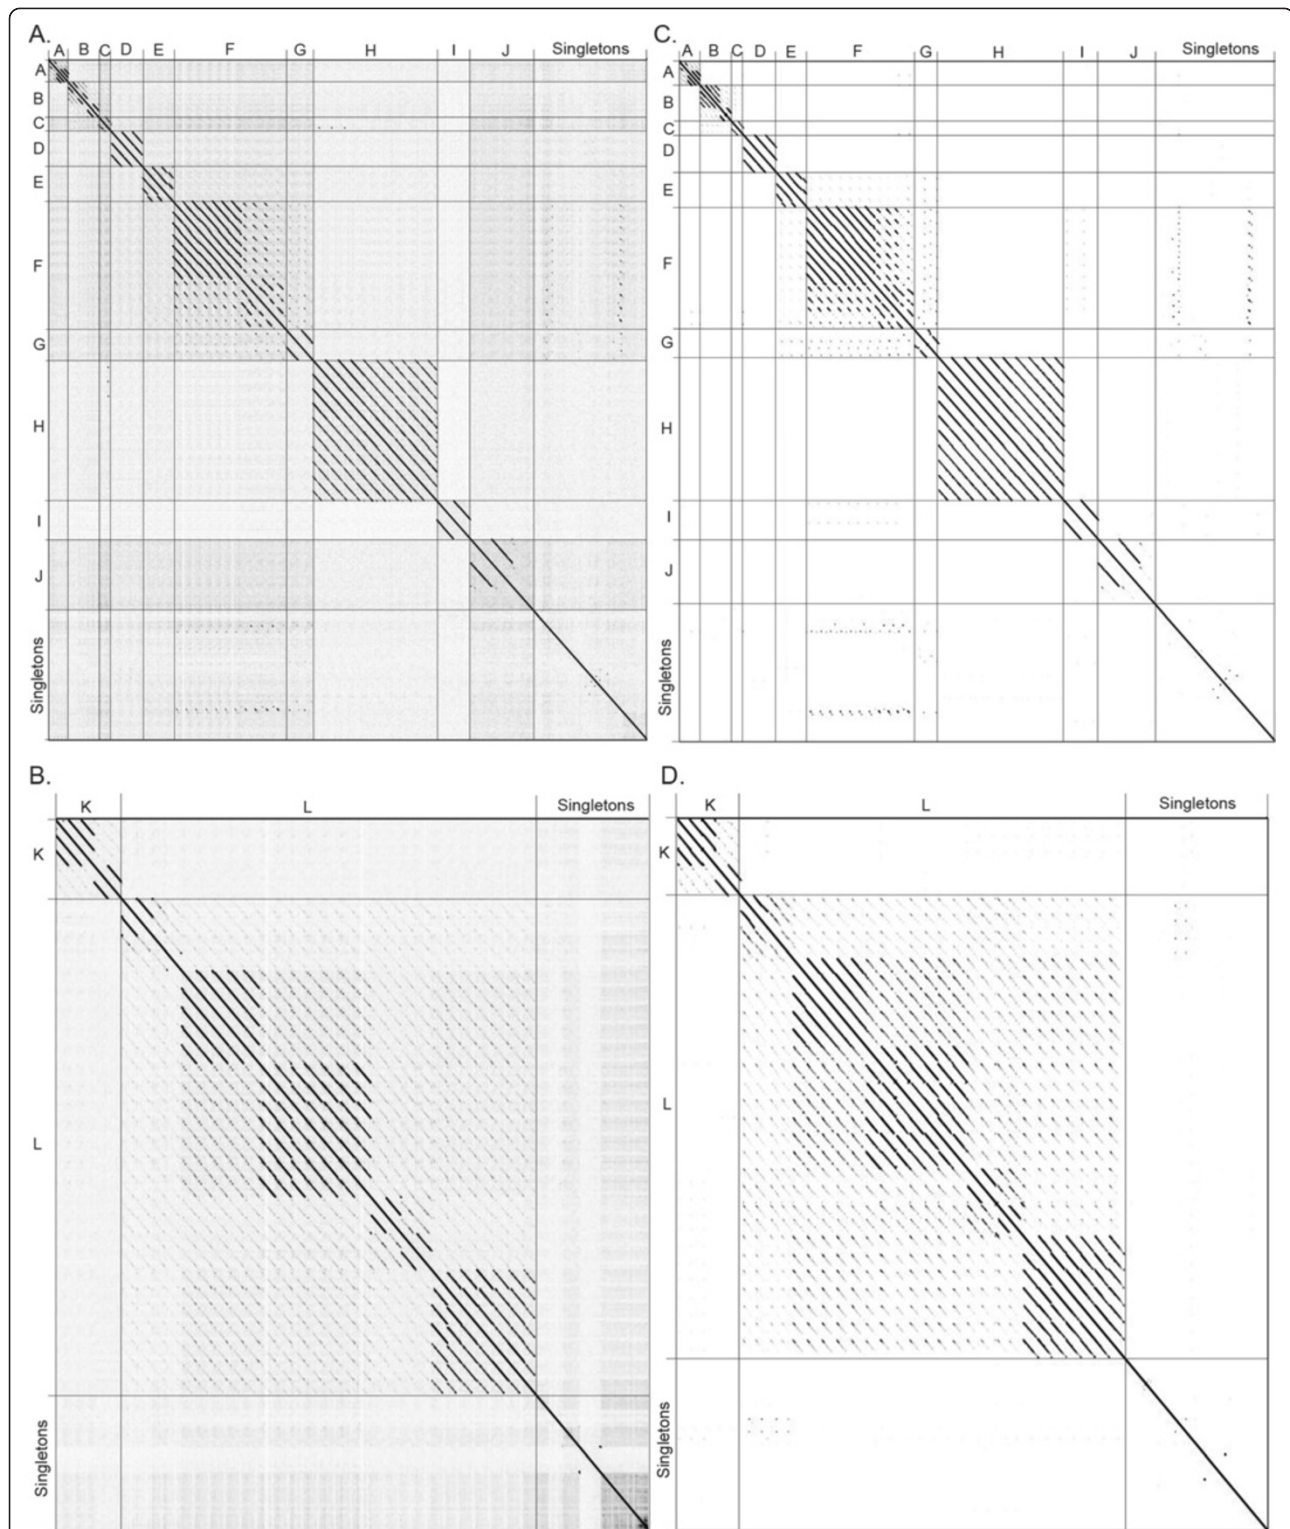 A.
A B C D E F G H I J Singletons
A
B
C
D
E
F
G
H
I
J
Singletons
C.
A B C D E F G H I J Singletons
A
B
C
D
E
F
G
H
I
J
Singletons
B.
K L Singletons
K
L
Singletons
D.
K L Singletons
K
L
Singletons